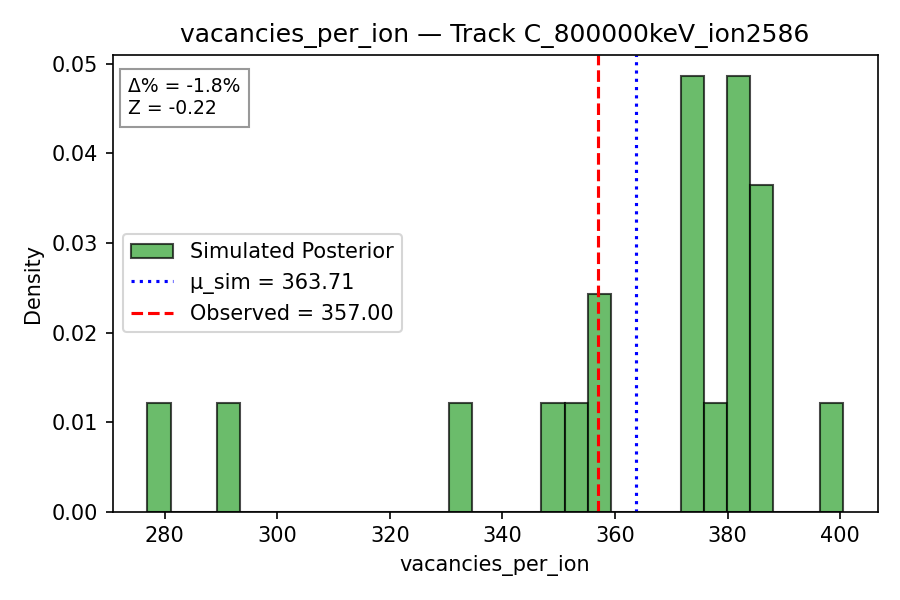 vacancies_per_ion — Track C_800000keV_ion2586
Δ% = -1.8%
Z = -0.22
Simulated Posterior
μ_sim = 363.71
Observed = 357.00
Density
0.05
0.04
0.03
0.02
0.01
0.00
280
300
320
340
360
380
400
vacancies_per_ion